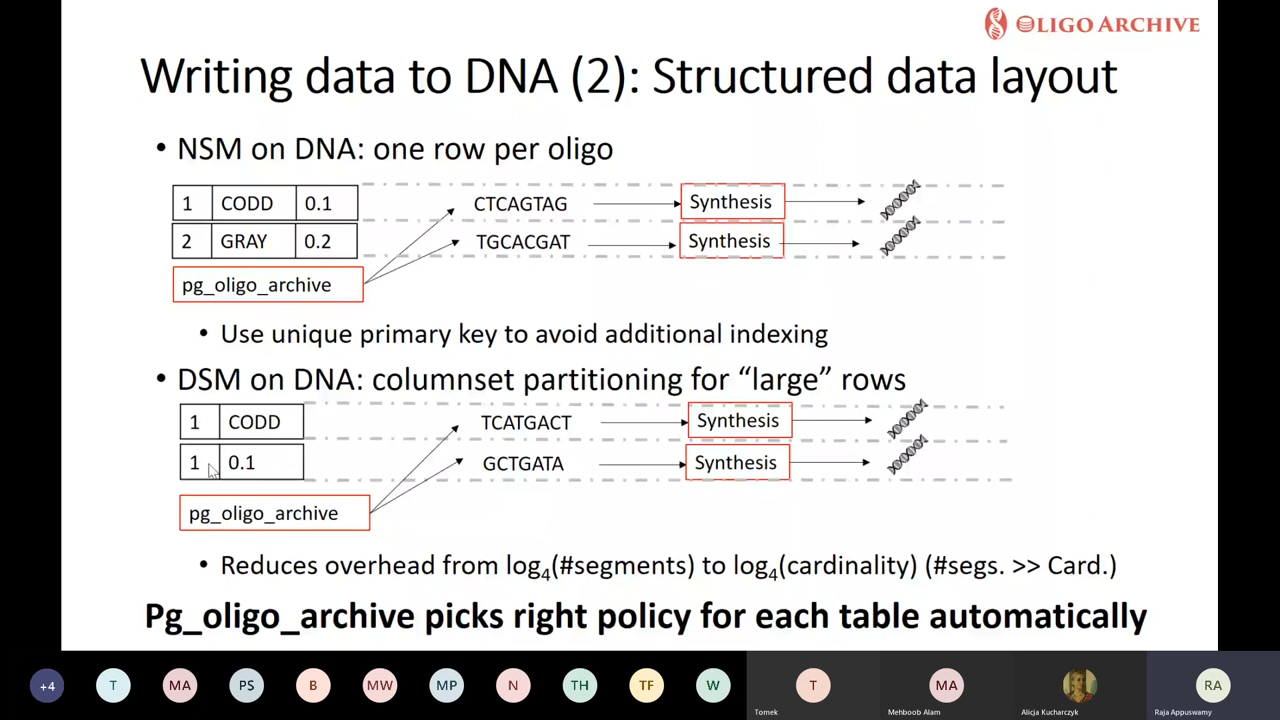 OLIGO ARCHIVE
Writing data to DNA (2): Structured data layout
• NSM on DNA: one row per oligo
1 CODD 0.1 CTCAGTAG Synthesis
2 GRAY 0.2 TGCACGAT Synthesis
pg_oligo_archive
• Use unique primary key to avoid additional indexing
• DSM on DNA: columnset partitioning for “large” rows
1 CODD TCATGACT Synthesis
1 0.1 GCTGATA Synthesis
pg_oligo_archive
• Reduces overhead from log4(#segments) to log4(cardinality) (#segs. >> Card.)
Pg_oligo_archive picks right policy for each table automatically
+4 T MA PS B MW MP N TH TF W T MA RA
Tomek Mehboob Alam Alicja Kucharczyk Raja Appuswamy